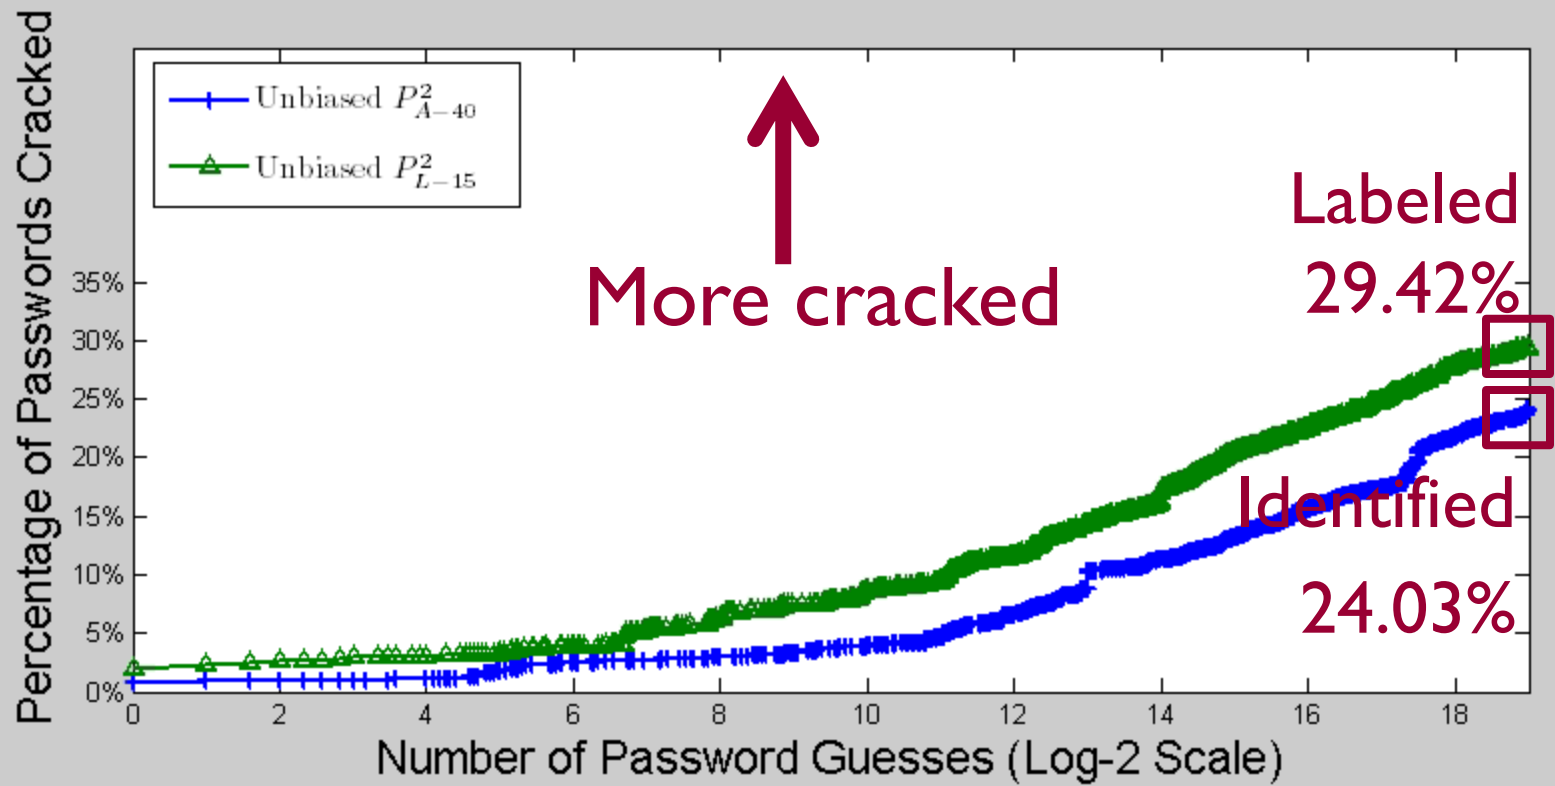 Percentage of Passwords Cracked
Unbiased $P^2_{A-40}$
Unbiased $P^2_{L-15}$
More cracked
Labeled
29.42%
Identified
24.03%
35%
30%
25%
20%
15%
10%
5%
0%
0 2 4 6 8 10 12 14 16 18
Number of Password Guesses (Log-2 Scale)